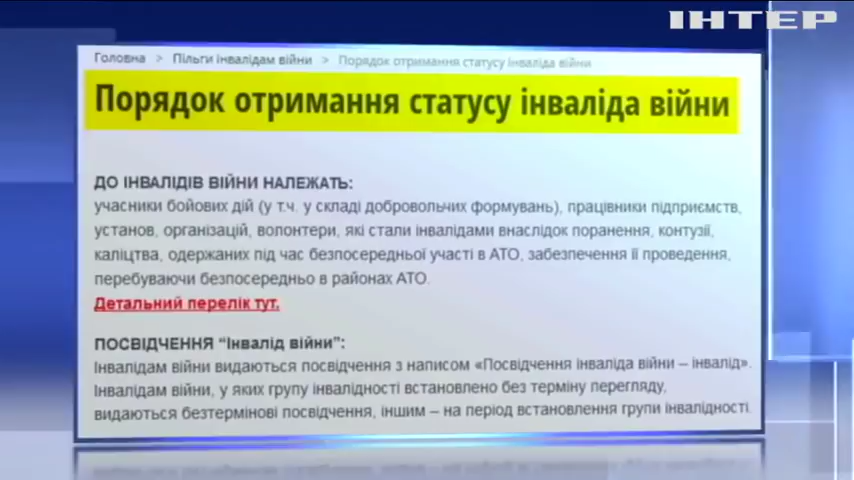 ІНТЕР
Головна > Пільги інвалідам війни > Порядок отримання статусу інваліда війни
Порядок отримання статусу інваліда війни
ДО ІНВАЛІДІВ ВІЙНИ НАЛЕЖАТЬ:
учасники бойових дій (у т.ч. у складі добровольчих формувань), працівники підприємств,
установ, організацій, волонтери, які стали інвалідами внаслідок поранення, контузії,
каліцтва, одержаних під час безпосередньої участі в АТО, забезпечення її проведення,
перебуваючи безпосередньо в районах АТО.
Детальний перелік тут.
ПОСВІДЧЕННЯ “Інвалід війни”:
Інвалідам війни видаються посвідчення з написом «Посвідчення інваліда війни – інвалід».
Інвалідам війни, у яких групу інвалідності встановлено без терміну перегляду,
видаються безтермінові посвідчення, іншим – на період встановлення групи інвалідності.